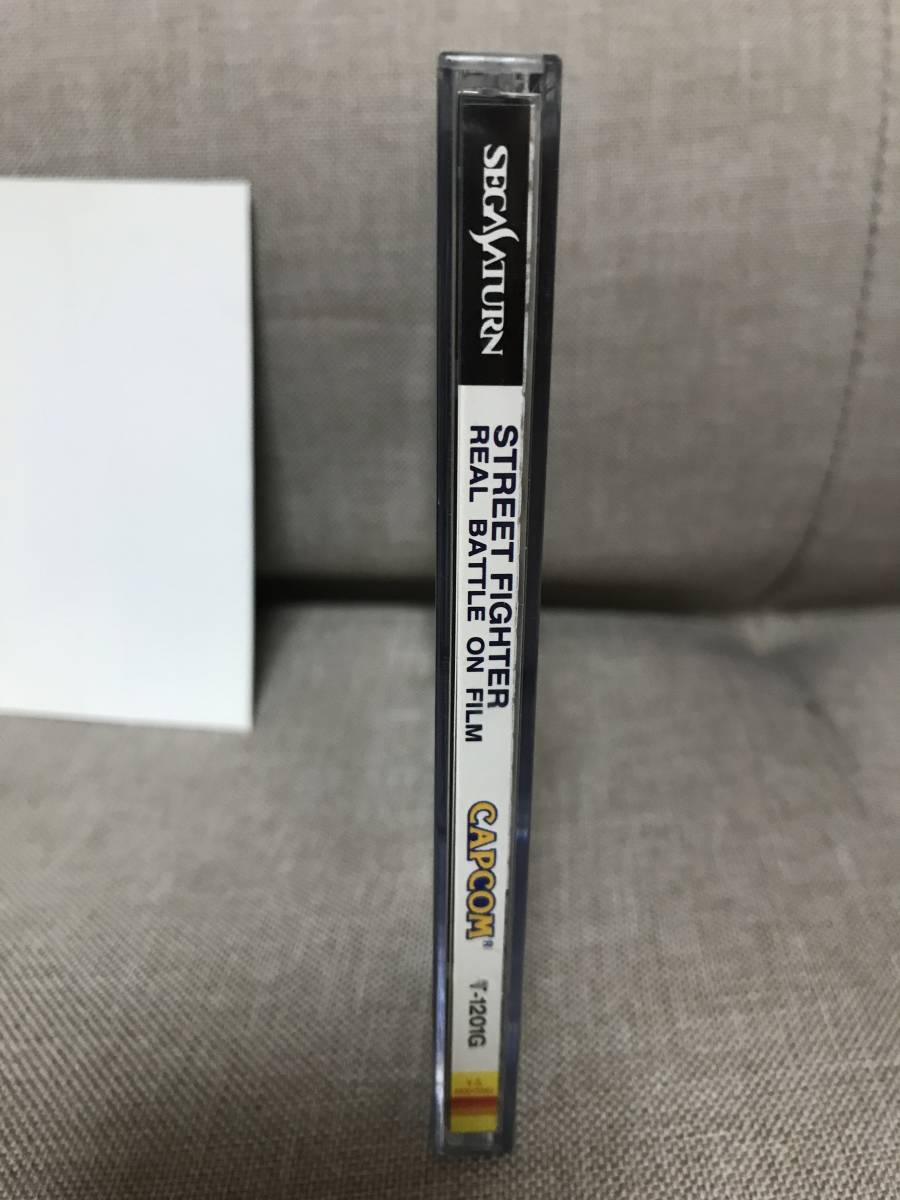 SEGA SATURN
STREET FIGHTER
REAL BATTLE ON FILM
CAPCOM®
T-1201G